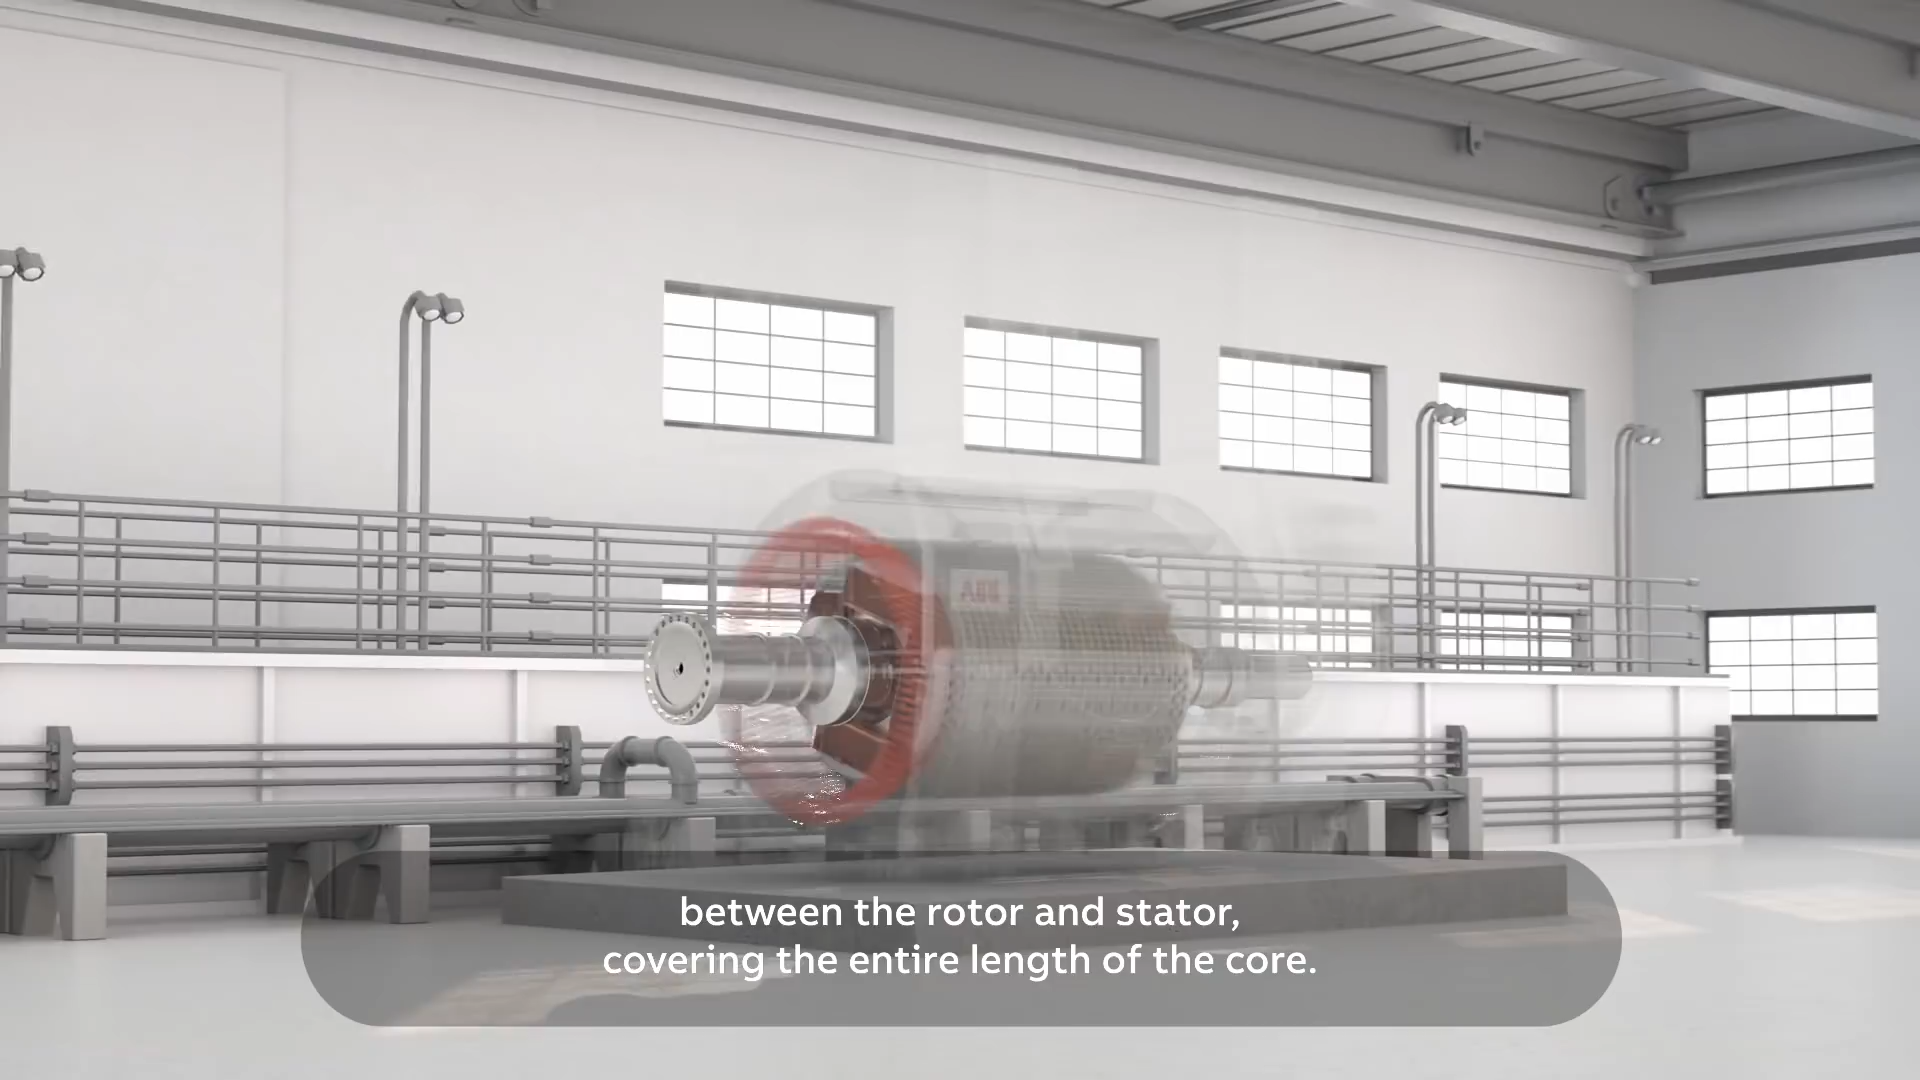 ABB
between the rotor and stator,
covering the entire length of the core.